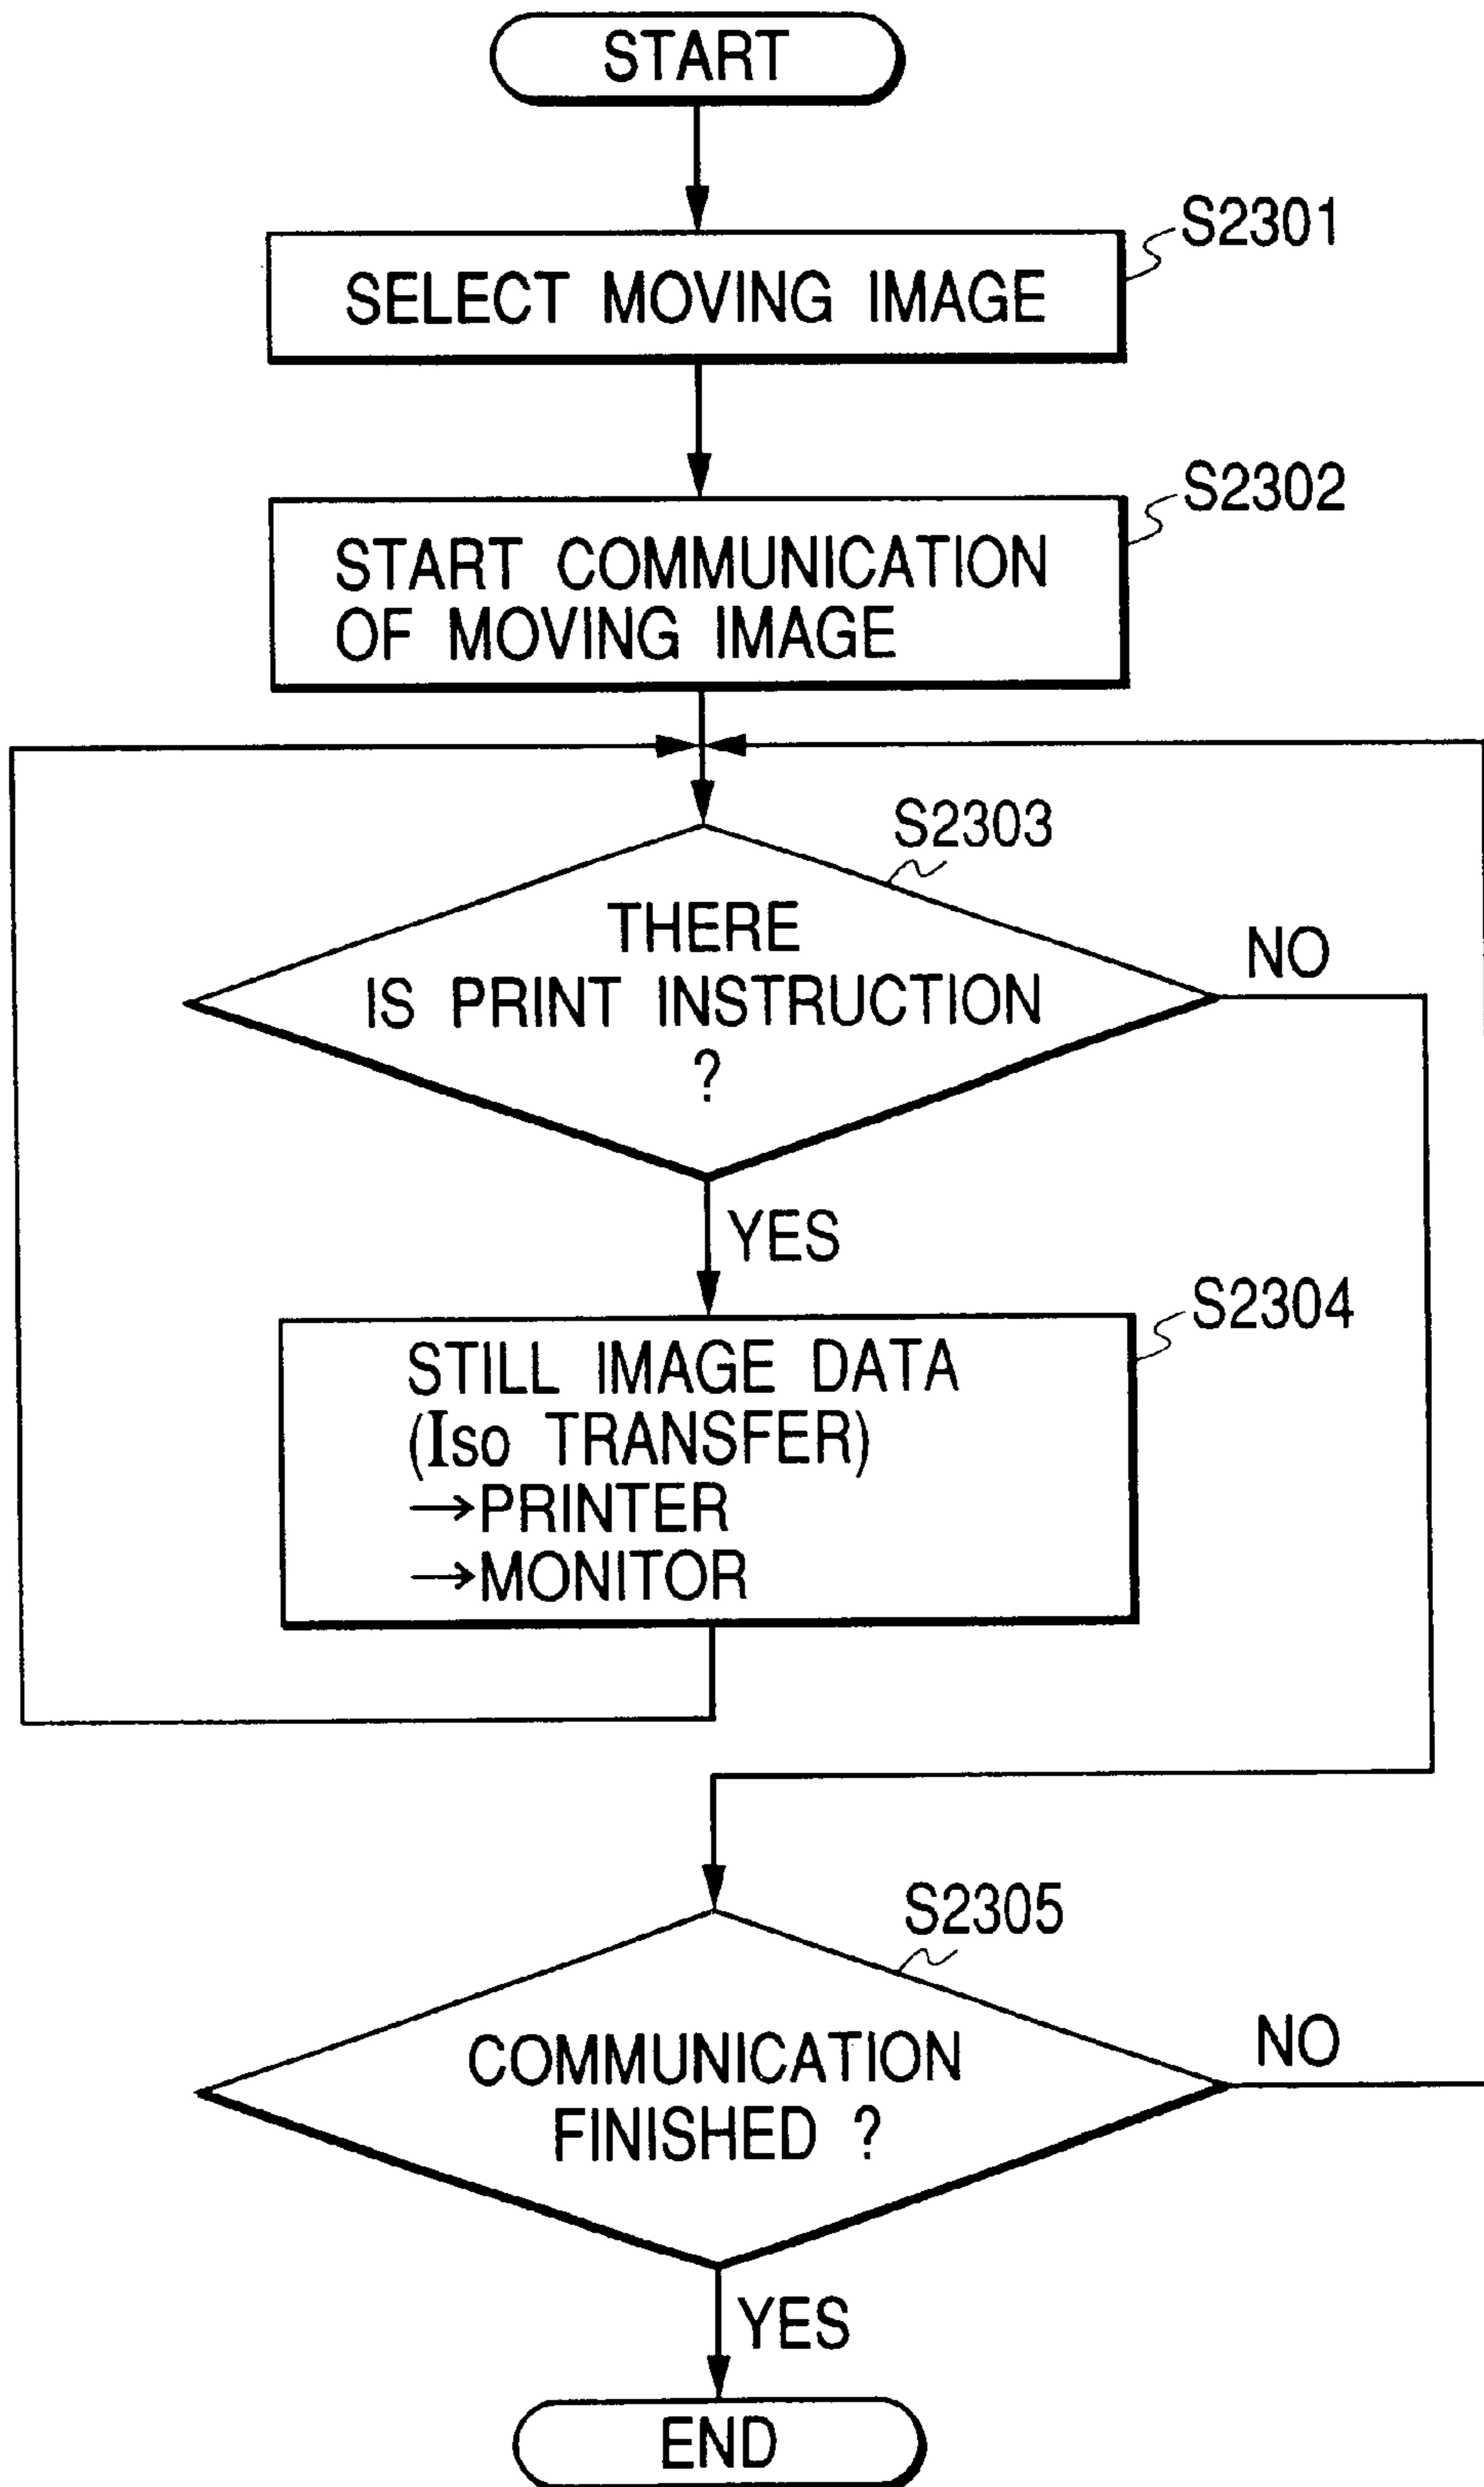 START
S2301
SELECT MOVING IMAGE
S2302
START COMMUNICATION
OF MOVING IMAGE
S2303
THERE
IS PRINT INSTRUCTION
?
NO
YES
S2304
STILL IMAGE DATA
(Iso TRANSFER)
→PRINTER
→MONITOR
S2305
COMMUNICATION
FINISHED ?
NO
YES
END